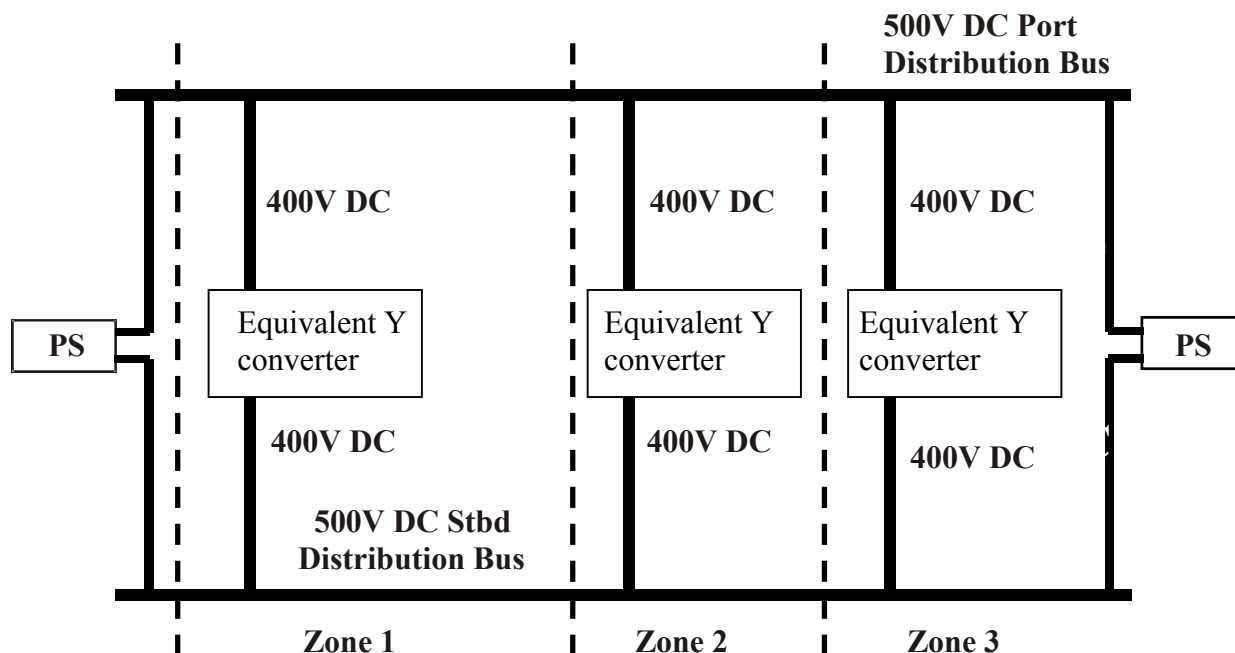 500V DC Port
Distribution Bus
400V DC
400V DC
400V DC
PS
Equivalent Y
converter
Equivalent Y
converter
Equivalent Y
converter
PS
400V DC
400V DC
400V DC
500V DC Stbd
Distribution Bus
Zone 1
Zone 2
Zone 3